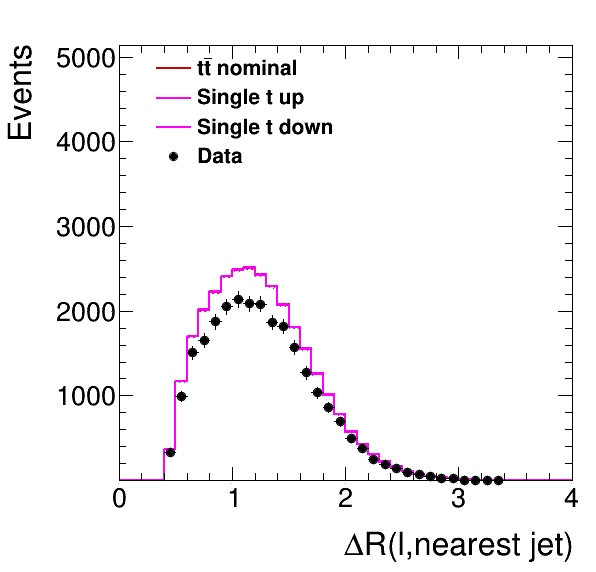 Events
5000
4000
3000
2000
1000
tt̄ nominal
Single t up
Single t down
Data
0 1 2 3 4
ΔR(l,nearest jet)